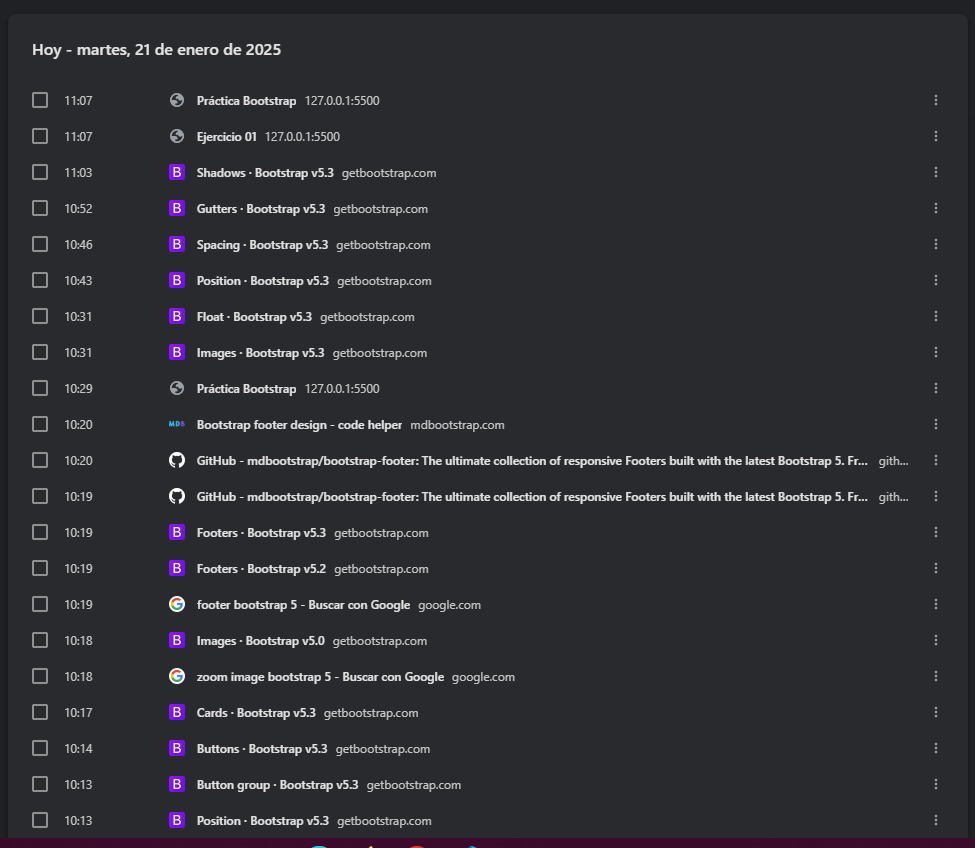 Hoy - martes, 21 de enero de 2025
11:07 Práctica Bootstrap 127.0.0.1:5500
11:07 Ejercicio 01 127.0.0.1:5500
11:03 B Shadows · Bootstrap v5.3 getbootstrap.com
10:52 B Gutters · Bootstrap v5.3 getbootstrap.com
10:46 B Spacing · Bootstrap v5.3 getbootstrap.com
10:43 B Position · Bootstrap v5.3 getbootstrap.com
10:31 B Float · Bootstrap v5.3 getbootstrap.com
10:31 B Images · Bootstrap v5.3 getbootstrap.com
10:29 Práctica Bootstrap 127.0.0.1:5500
10:20 MDB Bootstrap footer design - code helper mdbootstrap.com
10:20 GitHub - mdbootstrap/bootstrap-footer: The ultimate collection of responsive Footers built with the latest Bootstrap 5. Fr... gith...
10:19 GitHub - mdbootstrap/bootstrap-footer: The ultimate collection of responsive Footers built with the latest Bootstrap 5. Fr... gith...
10:19 B Footers · Bootstrap v5.3 getbootstrap.com
10:19 B Footers · Bootstrap v5.2 getbootstrap.com
10:19 G footer bootstrap 5 - Buscar con Google google.com
10:18 B Images · Bootstrap v5.0 getbootstrap.com
10:18 G zoom image bootstrap 5 - Buscar con Google google.com
10:17 B Cards · Bootstrap v5.3 getbootstrap.com
10:14 B Buttons · Bootstrap v5.3 getbootstrap.com
10:13 B Button group · Bootstrap v5.3 getbootstrap.com
10:13 B Position · Bootstrap v5.3 getbootstrap.com